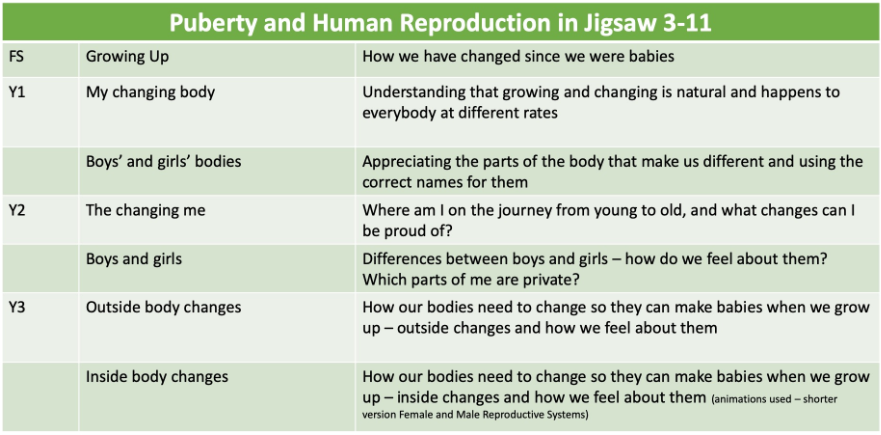 Puberty and Human Reproduction in Jigsaw 3-11
FS Growing Up How we have changed since we were babies
Y1 My changing body Understanding that growing and changing is natural and happens to
everybody at different rates
Boys’ and girls’ bodies Appreciating the parts of the body that make us different and using the
correct names for them
Y2 The changing me Where am I on the journey from young to old, and what changes can I
be proud of?
Boys and girls Differences between boys and girls – how do we feel about them?
Which parts of me are private?
Y3 Outside body changes How our bodies need to change so they can make babies when we grow
up – outside changes and how we feel about them
Inside body changes How our bodies need to change so they can make babies when we grow
up – inside changes and how we feel about them (animations used – shorter
version Female and Male Reproductive Systems)